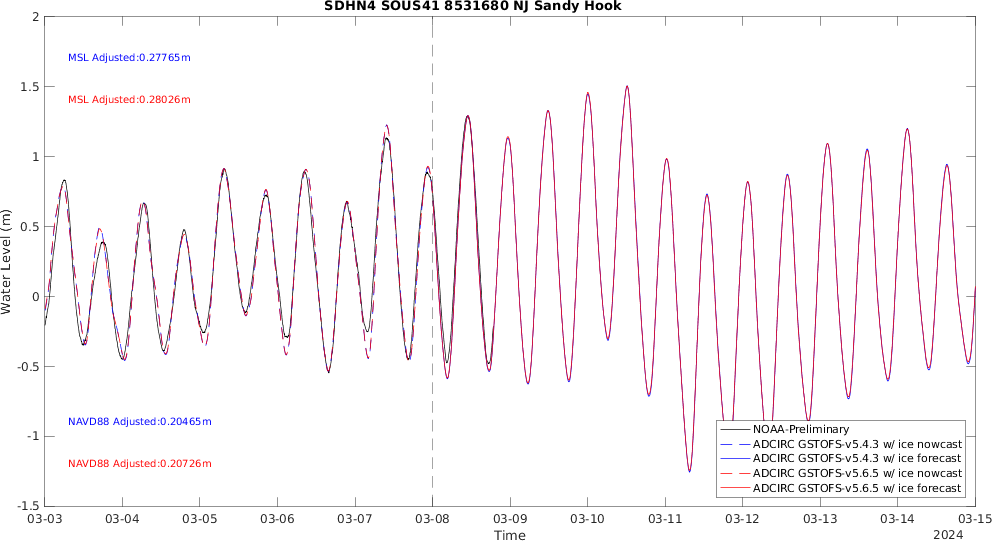 SDHN4 SOUS41 8531680 NJ Sandy Hook
2
1.5
1
0.5
0
-0.5
-1
-1.5
Water Level (m)
MSL Adjusted:0.27765m
MSL Adjusted:0.28026m
NAVD88 Adjusted:0.20465m
NAVD88 Adjusted:0.20726m
NOAA-Preliminary
ADCIRC GSTOFS-v5.4.3 w/ ice nowcast
ADCIRC GSTOFS-v5.4.3 w/ ice forecast
ADCIRC GSTOFS-v5.6.5 w/ ice nowcast
ADCIRC GSTOFS-v5.6.5 w/ ice forecast
03-03 03-04 03-05 03-06 03-07 03-08 03-09 03-10 03-11 03-12 03-13 03-14 03-15
Time
2024